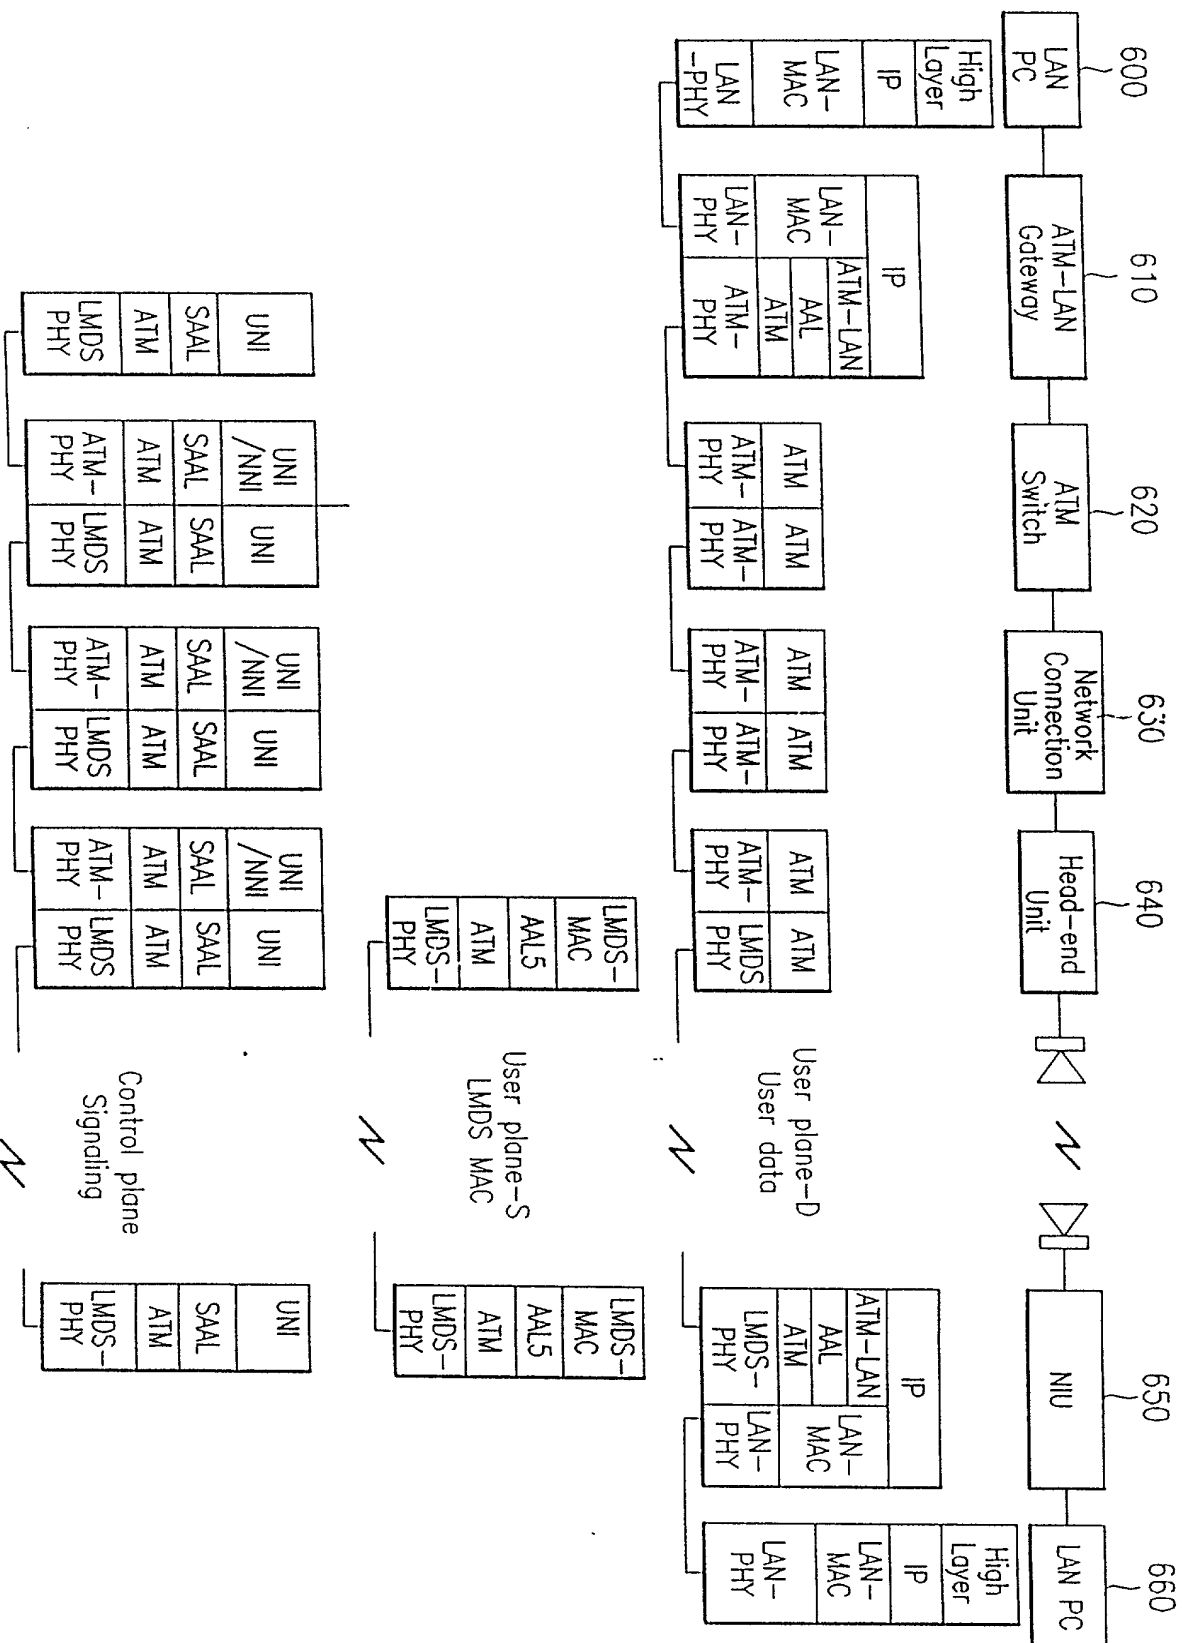 600
610
620
630
640
650
660
LAN
PC
ATM-LAN
Gateway
ATM
Switch
Network
Connection
Unit
Head-end
Unit
NIU
LAN PC
High
Layer
IP
LAN-
MAC
LAN
-PHY
IP
LAN-
MAC
LAN-
PHY
ATM-LAN
AAL
ATM
ATM-
PHY
ATM
ATM-
PHY
ATM
ATM-
PHY
ATM
ATM-
PHY
ATM
ATM-
PHY
ATM
ATM-
PHY
ATM
LMDS
PHY
User plane-D
User data
IP
ATM-LAN
AAL
ATM
LMDS-
PHY
LAN-
MAC
LAN-
PHY
High
Layer
IP
LAN-
MAC
LAN-
PHY
LMDS-
MAC
AAL5
ATM
LMDS-
PHY
User plane-S
LMDS MAC
LMDS-
MAC
AAL5
ATM
LMDS-
PHY
UNI
SAAL
ATM
LMDS
PHY
UNI
/NNI
SAAL
ATM
ATM-
PHY
UNI
SAAL
ATM
LMDS
PHY
UNI
/NNI
SAAL
ATM
ATM-
PHY
UNI
SAAL
ATM
LMDS
PHY
UNI
/NNI
SAAL
ATM
ATM-
PHY
UNI
SAAL
ATM
LMDS
PHY
Control plane
Signaling
UNI
SAAL
ATM
LMDS-
PHY